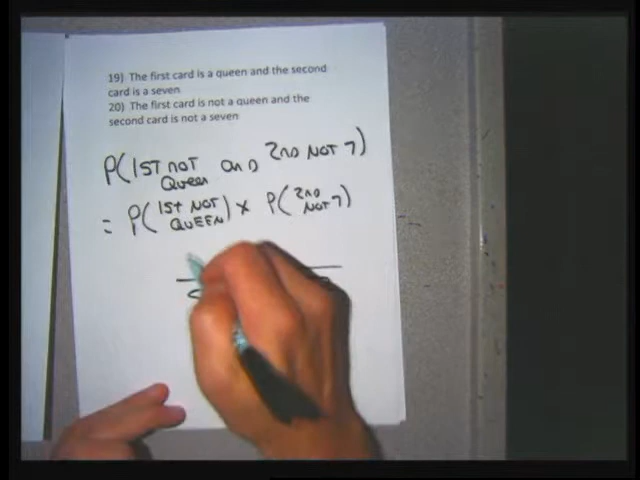 19) The first card is a queen and the second
card is a seven
20) The first card is not a queen and the
second card is not a seven
P(1ST NOT Queen and 2ND NOT 7)
= P(1st NOT QUEEN) x P(2ND NOT 7)